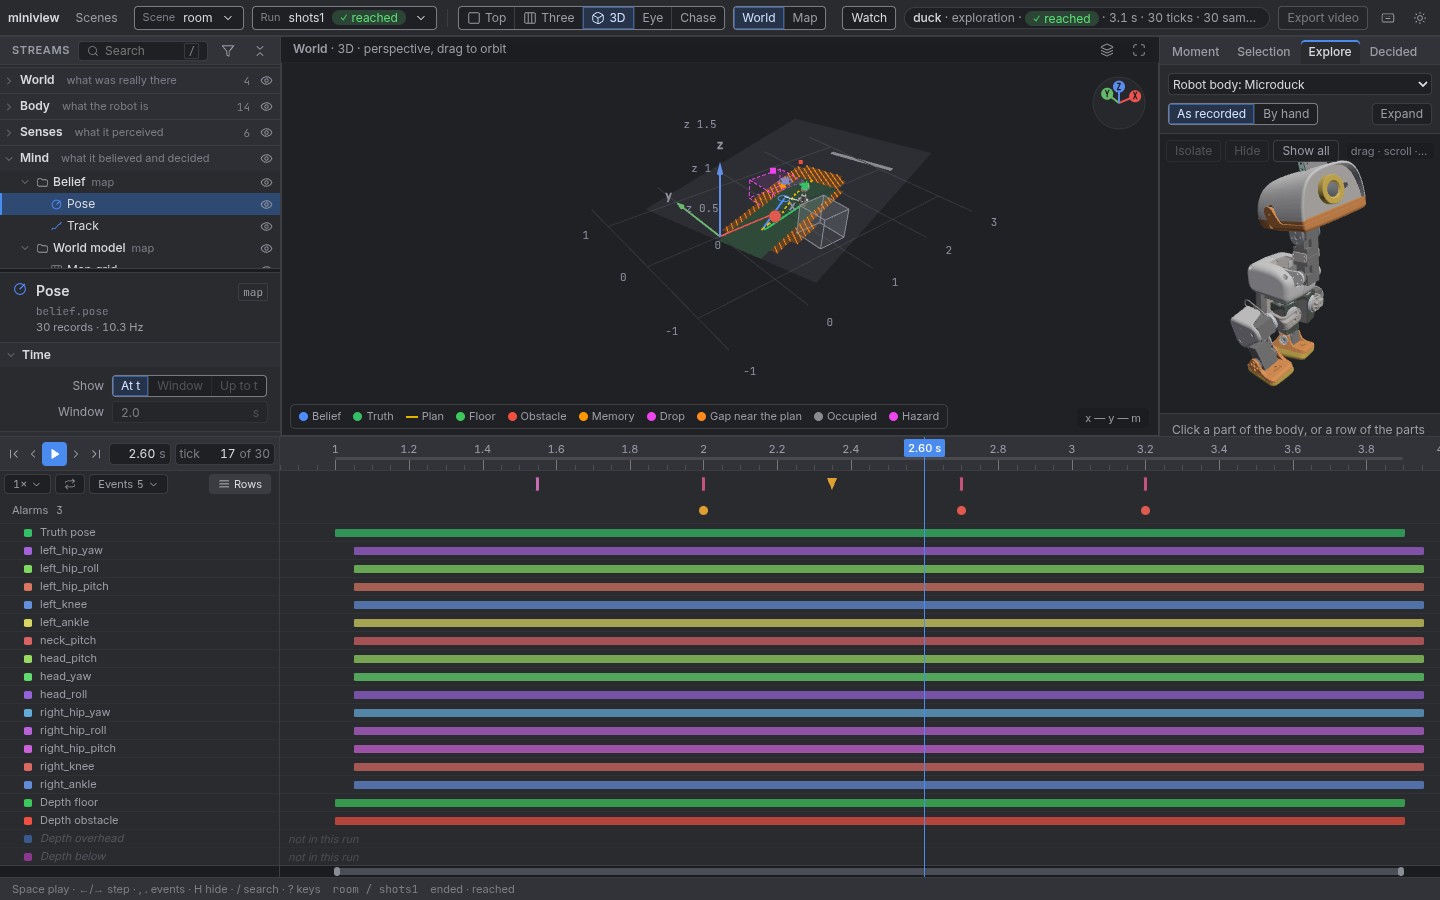 miniview Scenes Scene room Run shots1 ✓ reached Top Three 3D Eye Chase World Map Watch duck · exploration · ✓ reached · 3.1 s · 30 ticks · 30 sam... Export video
STREAMS Search /
World what was really there 4
Body what the robot is 14
Senses what it perceived 6
Mind what it believed and decided
Belief map
Pose
Track
World model map
Pose map
belief.pose
30 records · 10.3 Hz
Time
Show At t Window Up to t
Window 2.0 s
World · 3D · perspective, drag to orbit
Y Z X
z 1.5
z
z 1
y
z 0.5
x
0
1
0
-1
-1
0
1
2
3
Belief Truth Plan Floor Obstacle Memory Drop Gap near the plan Occupied Hazard
x — y — m
Moment Selection Explore Decided
Robot body: Microduck
As recorded By hand Expand
Isolate Hide Show all drag · scroll ·...
Click a part of the body, or a row of the parts
2.60 s tick 17 of 30
1 1.2 1.4 1.6 1.8 2 2.2 2.4 2.60 s 2.8 3 3.2 3.4 3.6 3.8
1× Events 5 Rows
Alarms 3
Truth pose
left_hip_yaw
left_hip_roll
left_hip_pitch
left_knee
left_ankle
neck_pitch
head_pitch
head_yaw
head_roll
right_hip_yaw
right_hip_roll
right_hip_pitch
right_knee
right_ankle
Depth floor
Depth obstacle
Depth overhead not in this run
Depth below not in this run
Space play · ←/→ step · , . events · H hide · / search · ? keys room / shots1 ended · reached